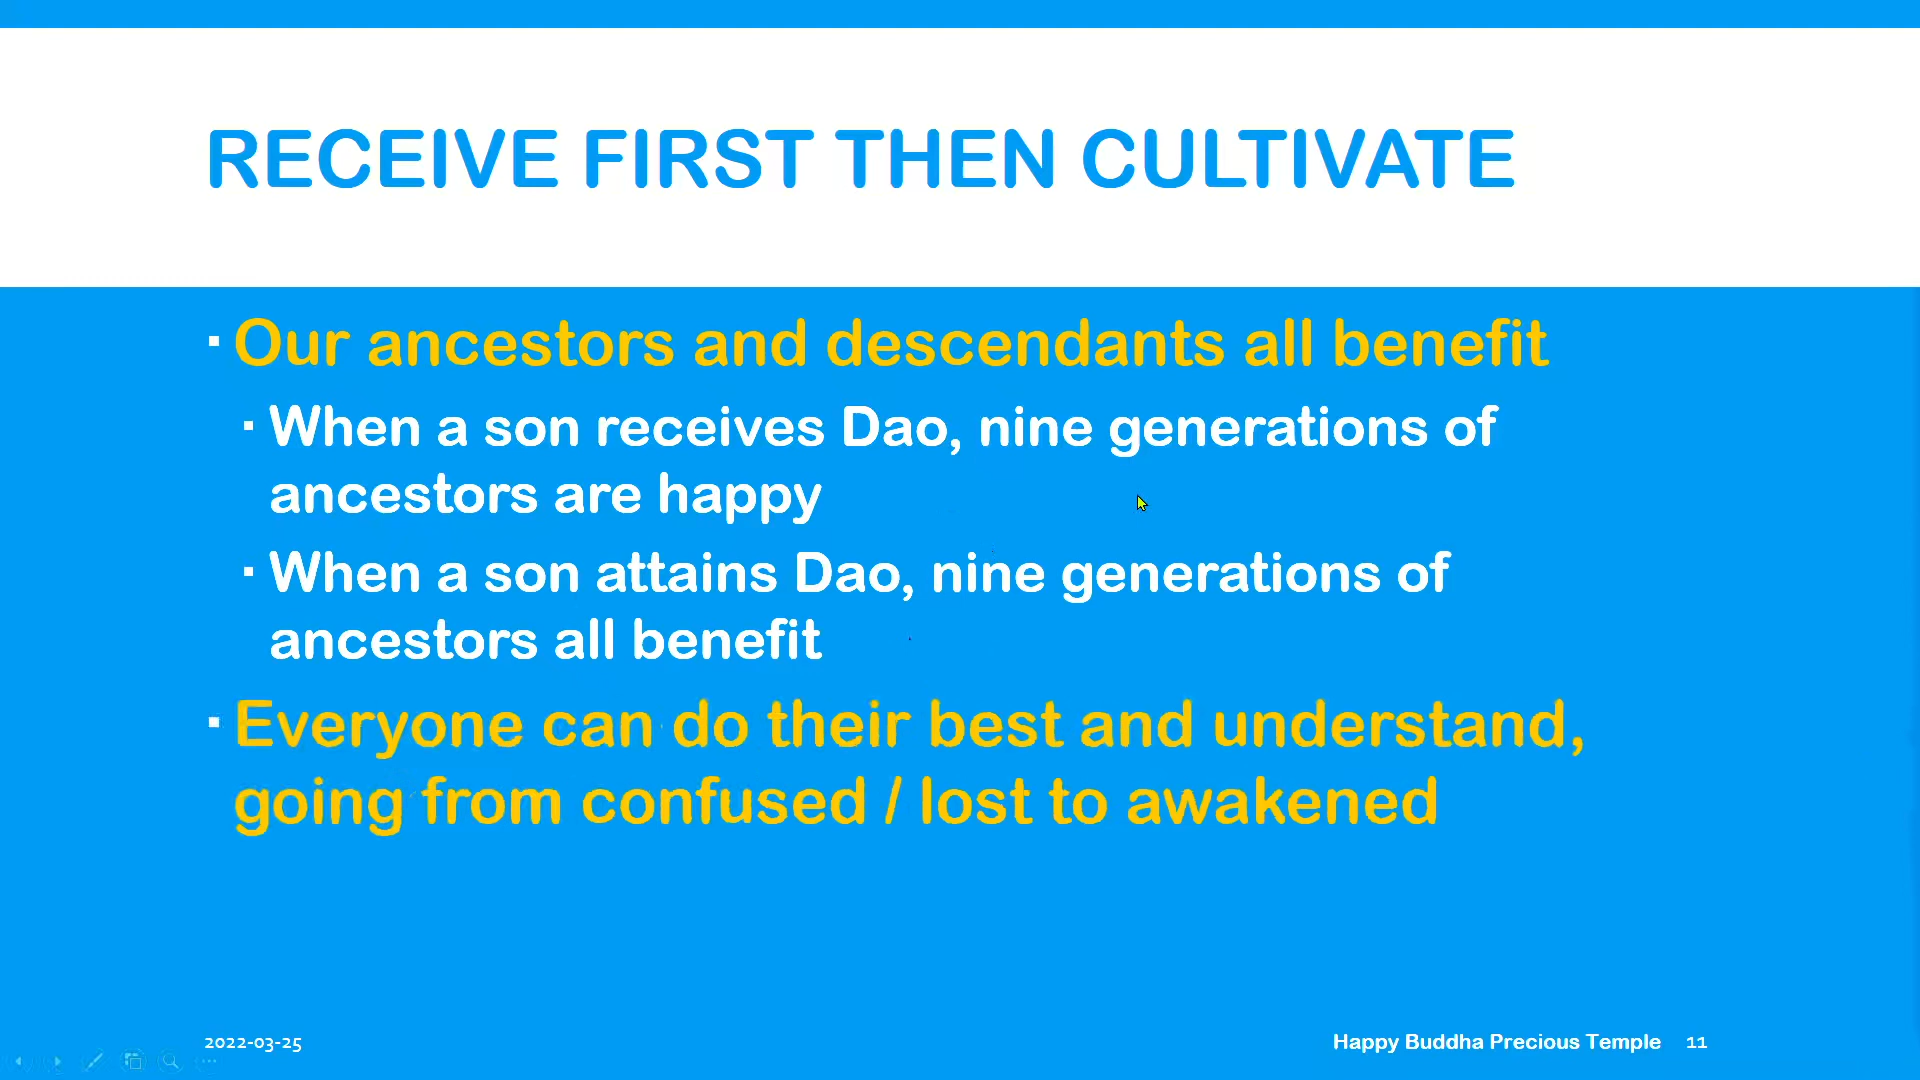 RECEIVE FIRST THEN CULTIVATE
▪ Our ancestors and descendants all benefit
▪ When a son receives Dao, nine generations of
ancestors are happy
▪ When a son attains Dao, nine generations of
ancestors all benefit
▪ Everyone can do their best and understand,
going from confused / lost to awakened
2022-03-25
Happy Buddha Precious Temple 11